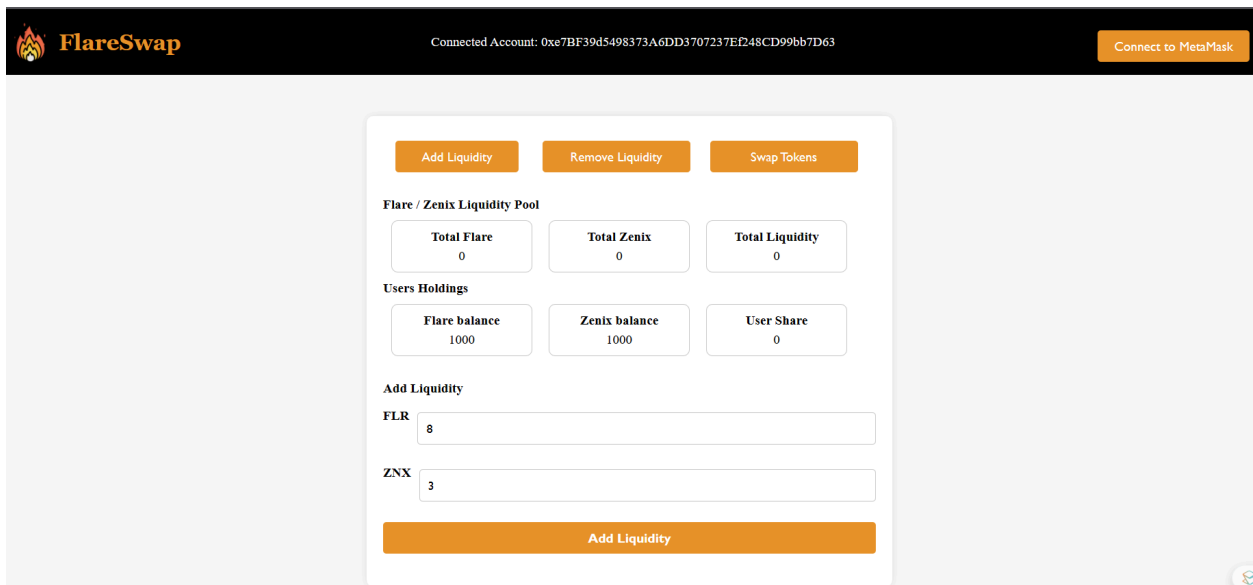 FlareSwap
Connected Account: 0xe7BF39d5498373A6DD3707237Ef248CD99bb7D63
Connect to MetaMask
Add Liquidity Remove Liquidity Swap Tokens
Flare / Zenix Liquidity Pool
Total Flare Total Zenix Total Liquidity
0 0 0
Users Holdings
Flare balance Zenix balance User Share
1000 1000 0
Add Liquidity
FLR 8
ZNX 3
Add Liquidity